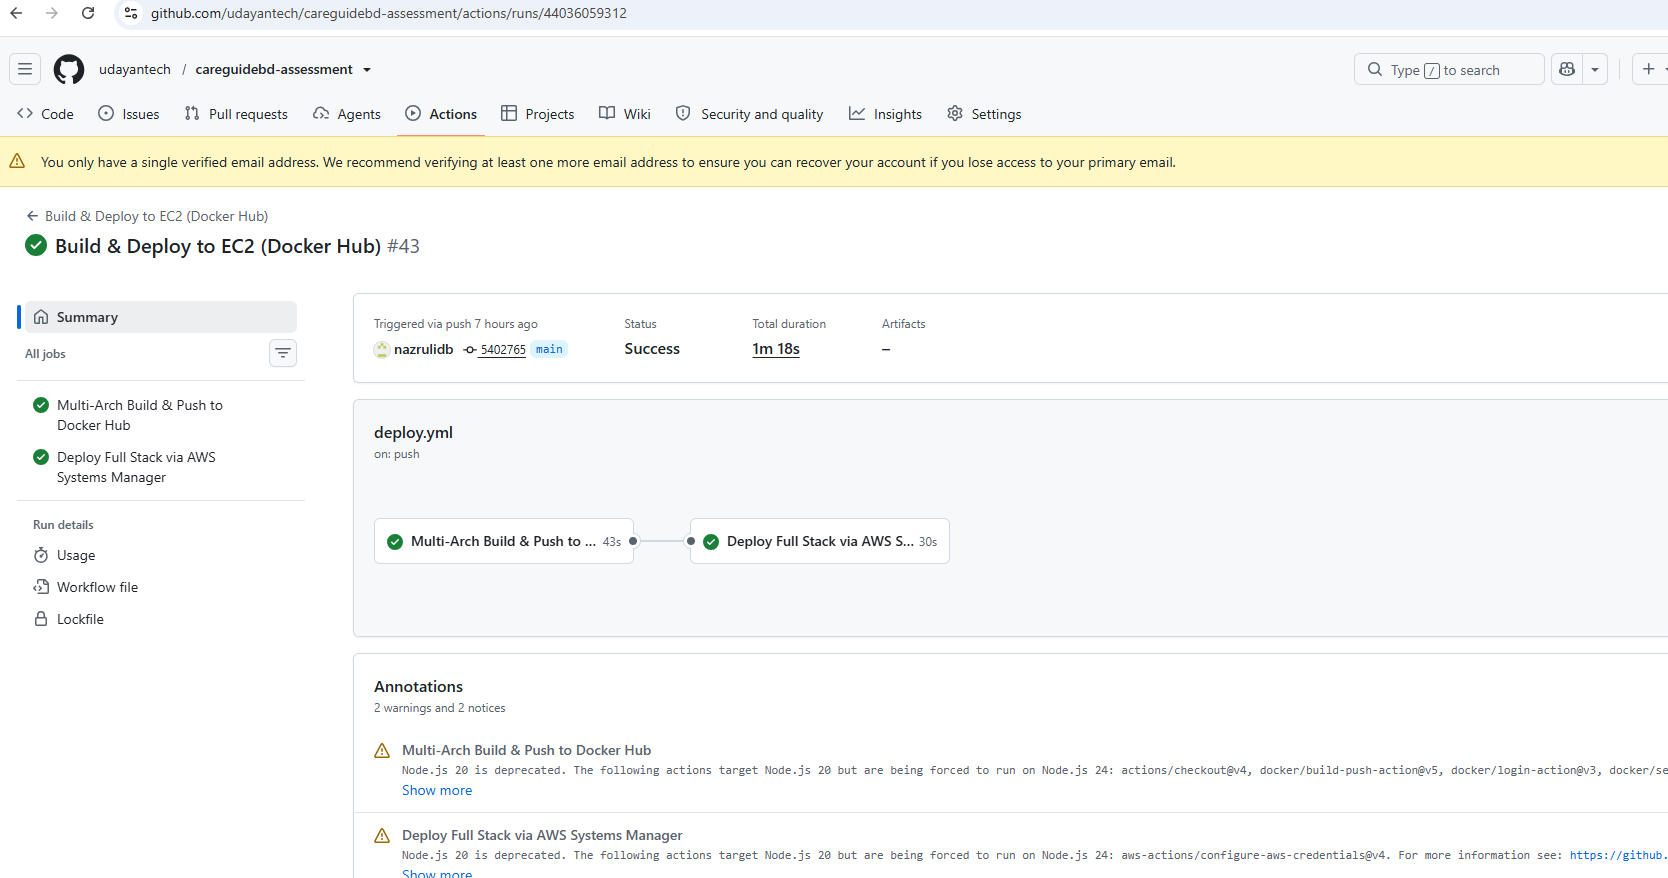 github.com/udayantech/careguidebd-assessment/actions/runs/44036059312
udayantech / careguidebd-assessment
Type / to search
Code Issues Pull requests Agents Actions Projects Wiki Security and quality Insights Settings
You only have a single verified email address. We recommend verifying at least one more email address to ensure you can recover your account if you lose access to your primary email.
Build & Deploy to EC2 (Docker Hub)
Build & Deploy to EC2 (Docker Hub) #43
Summary
All jobs
Multi-Arch Build & Push to
Docker Hub
Deploy Full Stack via AWS
Systems Manager
Run details
Usage
Workflow file
Lockfile
Triggered via push 7 hours ago
nazrulidb 5402765 main
Status
Success
Total duration
1m 18s
Artifacts
–
deploy.yml
on: push
Multi-Arch Build & Push to ... 43s
Deploy Full Stack via AWS S... 30s
Annotations
2 warnings and 2 notices
Multi-Arch Build & Push to Docker Hub
Node.js 20 is deprecated. The following actions target Node.js 20 but are being forced to run on Node.js 24: actions/checkout@v4, docker/build-push-action@v5, docker/login-action@v3, docker/se
Show more
Deploy Full Stack via AWS Systems Manager
Node.js 20 is deprecated. The following actions target Node.js 20 but are being forced to run on Node.js 24: aws-actions/configure-aws-credentials@v4. For more information see: https://github.
Show more